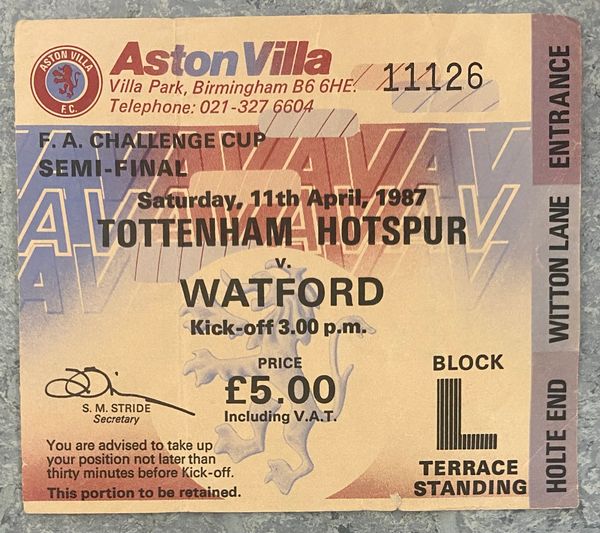 ASTON VILLA
F.C.
Aston Villa
Villa Park, Birmingham B6 6HE.
Telephone: 021-327 6604
11126
F. A. CHALLENGE CUP
SEMI-FINAL
Saturday, 11th April, 1987
TOTTENHAM HOTSPUR
v.
WATFORD
Kick-off 3.00 p.m.
PRICE
£5.00
Including V.A.T.
S. M. STRIDE
Secretary
You are advised to take up
your position not later than
thirty minutes before Kick-off.
This portion to be retained.
BLOCK
L
TERRACE
STANDING
HOLTE END
WITTON LANE
ENTRANCE